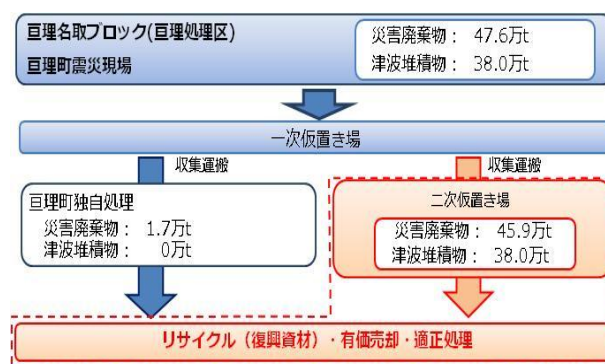 亘理名取ブロック(亘理処理区)
亘理町震災現場
災害廃棄物： 47.6万t
津波堆積物： 38.0万t
一次仮置き場
収集運搬
収集運搬
亘理町独自処理
災害廃棄物： 1.7万t
津波堆積物： 0万t
二次仮置き場
災害廃棄物： 45.9万t
津波堆積物： 38.0万t
リサイクル（復興資材）・有価売却・適正処理